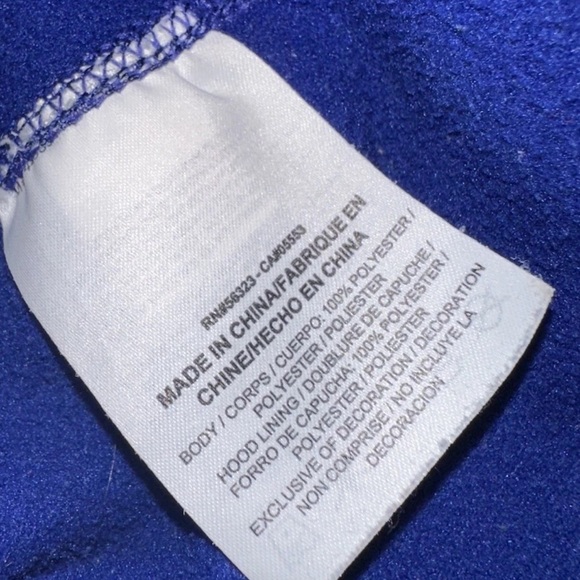 RN#56323 - CA#05553
MADE IN CHINA/FABRIQUE EN
CHINE/HECHO EN CHINA
BODY / CORPS / CUERPO: 100% POLYESTER /
POLYESTER / POLIESTER
HOOD LINING / DOUBLURE DE CAPUCHE /
FORRO DE CAPUCHA: 100% POLYESTER /
POLYESTER / POLIESTER
EXCLUSIVE OF DECORATION / DECORATION
NON COMPRISE / NO INCLUYE LA
DECORACION